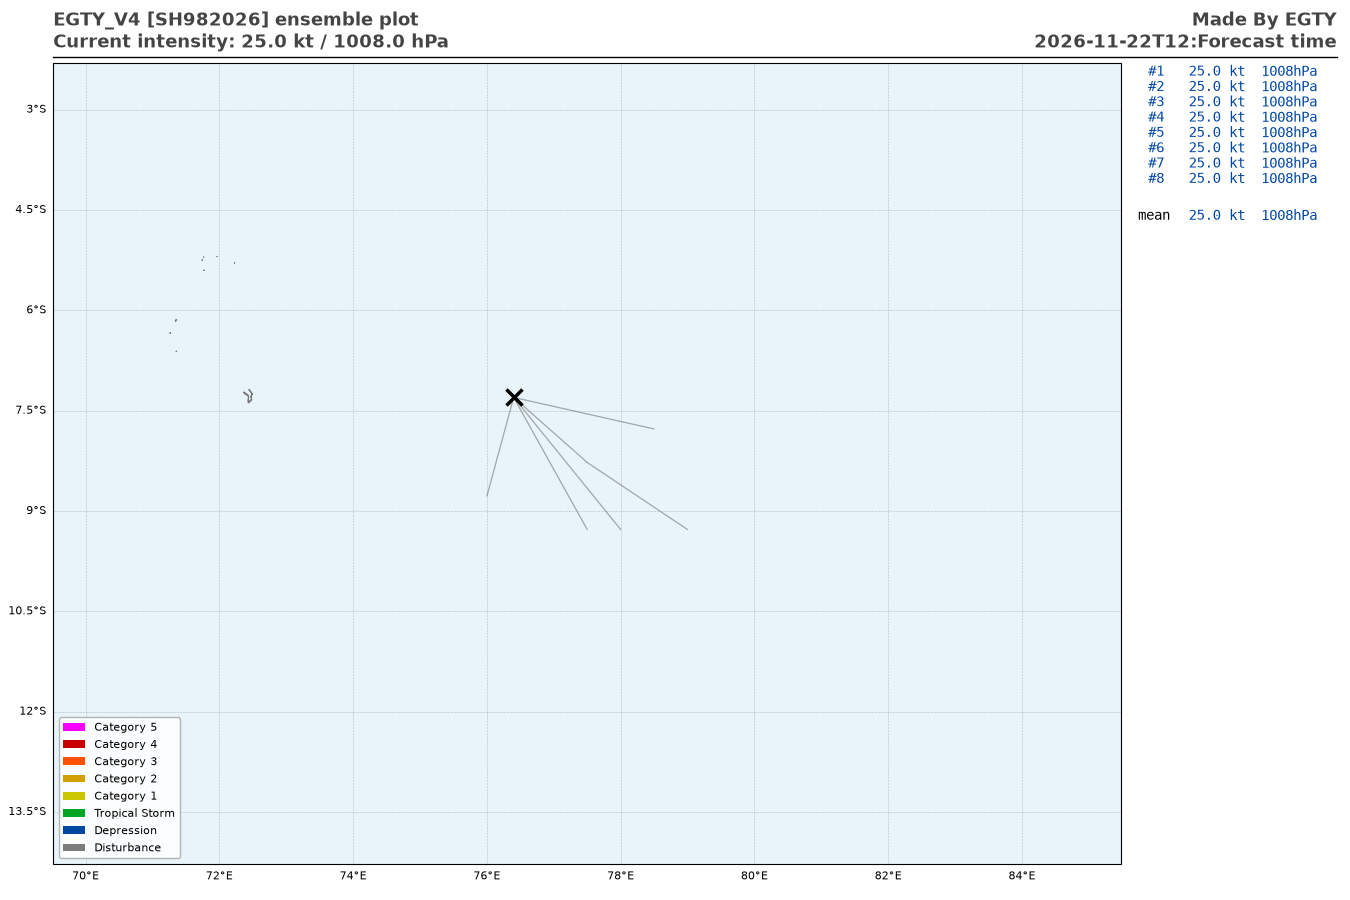 EGTY_V4 [SH982026] ensemble plot
Current intensity: 25.0 kt / 1008.0 hPa
Made By EGTY
2026-11-22T12:Forecast time
#1 25.0 kt 1008hPa
#2 25.0 kt 1008hPa
#3 25.0 kt 1008hPa
#4 25.0 kt 1008hPa
#5 25.0 kt 1008hPa
#6 25.0 kt 1008hPa
#7 25.0 kt 1008hPa
#8 25.0 kt 1008hPa
mean 25.0 kt 1008hPa
3°S
4.5°S
6°S
7.5°S
9°S
10.5°S
12°S
13.5°S
Category 5
Category 4
Category 3
Category 2
Category 1
Tropical Storm
Depression
Disturbance
70°E 72°E 74°E 76°E 78°E 80°E 82°E 84°E